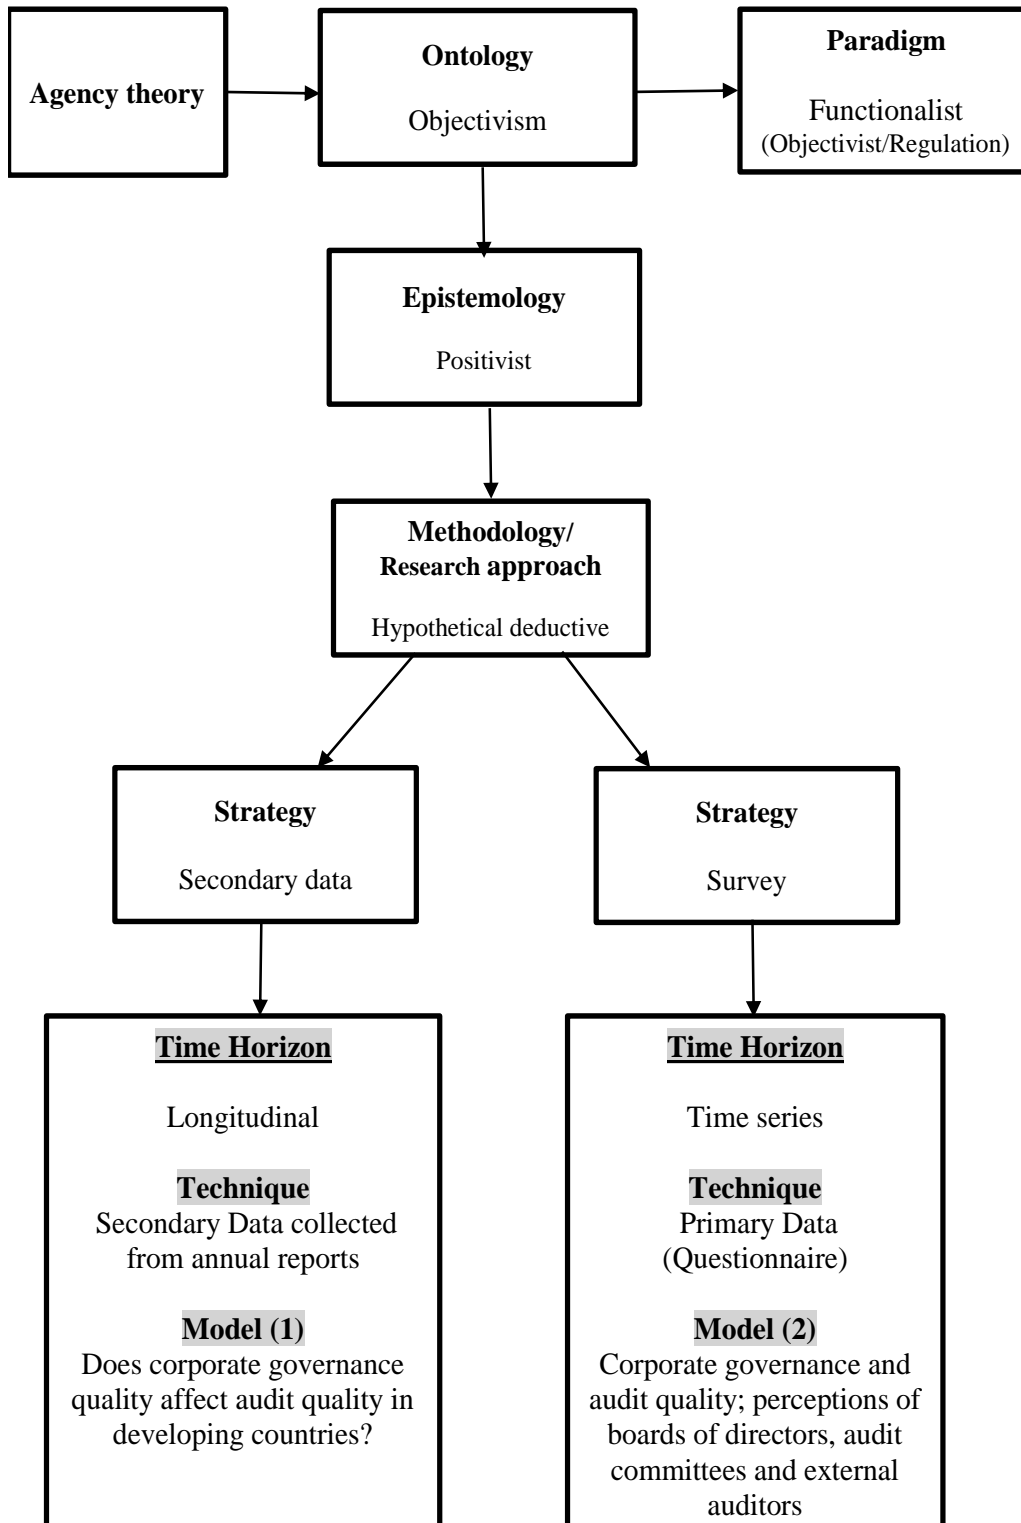 Agency theory
Ontology
Objectivism
Paradigm
Functionalist
(Objectivist/Regulation)
Epistemology
Positivist
Methodology/
Research approach
Hypothetical deductive
Strategy
Secondary data
Strategy
Survey
Time Horizon
Longitudinal
Technique
Secondary Data collected
from annual reports
Model (1)
Does corporate governance
quality affect audit quality in
developing countries?
Time Horizon
Time series
Technique
Primary Data
(Questionnaire)
Model (2)
Corporate governance and
audit quality; perceptions of
boards of directors, audit
committees and external
auditors